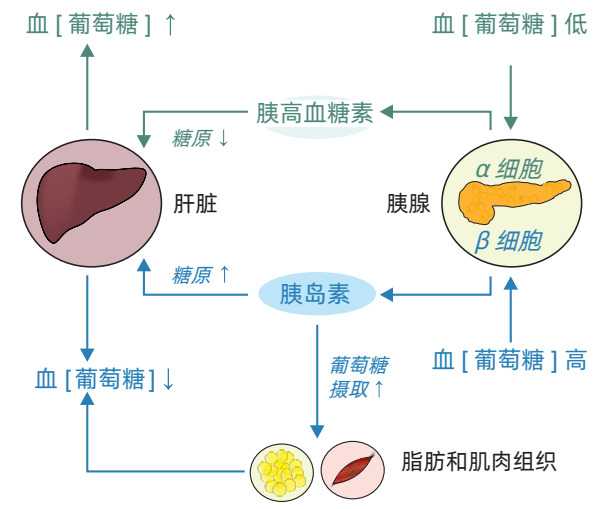 血 [ 葡萄糖 ] ↑
血 [ 葡萄糖 ] 低
胰高血糖素
糖原 ↓
α 细胞
肝脏
胰腺
β 细胞
糖原 ↑
胰岛素
血 [ 葡萄糖 ] 高
葡萄糖
摄取 ↑
血 [ 葡萄糖] ↓
脂肪和肌肉组织